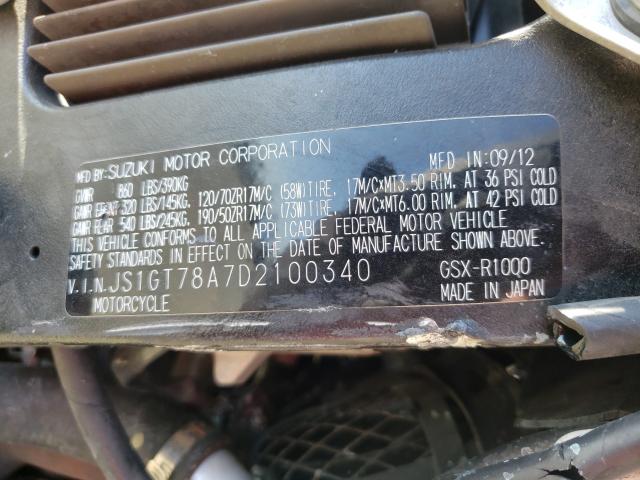 MFD BY:SUZUKI MOTOR CORPORATION MFD IN:09/12
GVWR 860 LBS/390KG
GAWR FRONT 320 LBS/145KG, 120/70ZR17M/C (58W)TIRE, 17M/CXMT3.50 RIM, AT 36 PSI COLD
GAWR REAR 540 LBS/245KG, 190/50ZR17M/C (73W)TIRE, 17M/CXMT6.00 RIM, AT 42 PSI COLD
THIS VEHICLE CONFORMS TO ALL APPLICABLE FEDERAL MOTOR VEHICLE
SAFETY STANDARDS IN EFFECT ON THE DATE OF MANUFACTURE SHOWN ABOVE.
V.I.N.JS1GT78A7D2100340 GSX-R1000
MOTORCYCLE MADE IN JAPAN